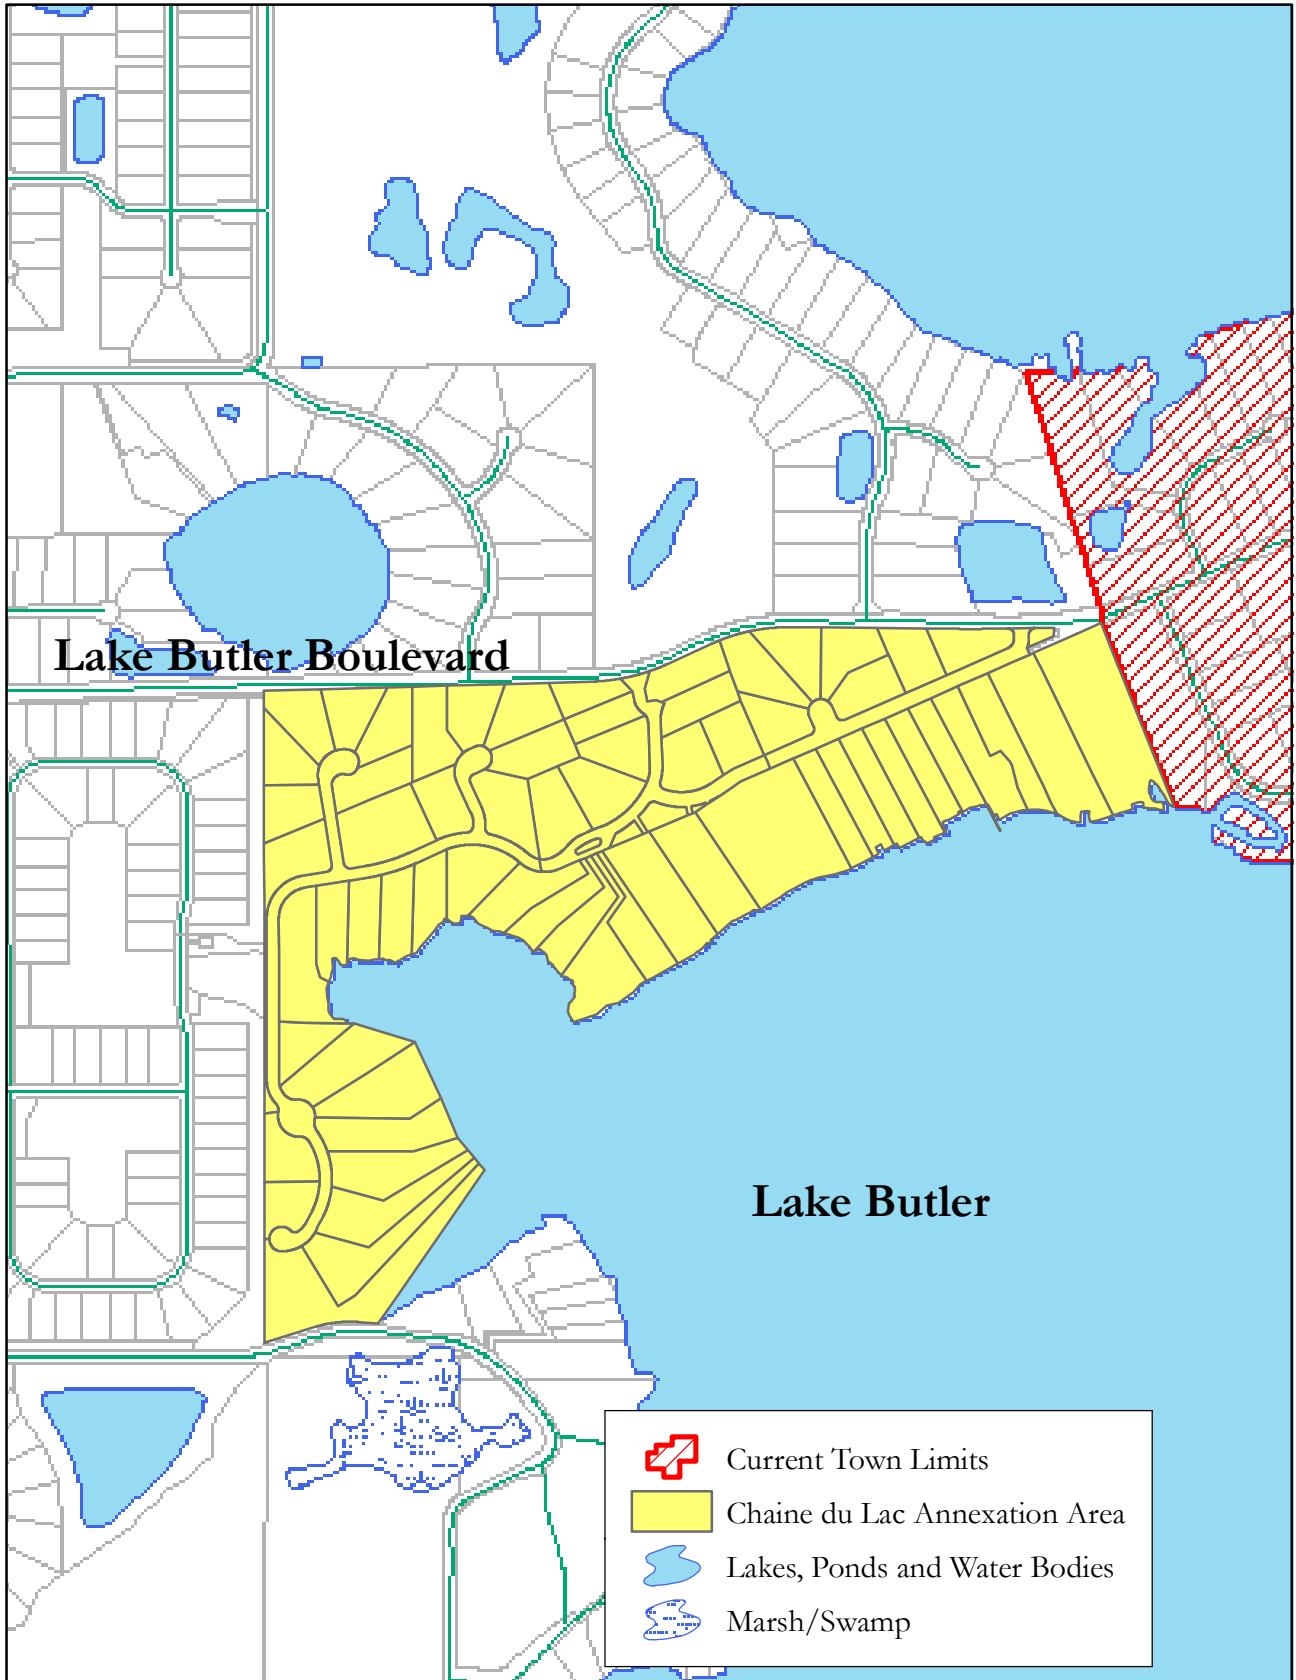 Lake Butler Boulevard
Lake Butler
Current Town Limits
Chaine du Lac Annexation Area
Lakes, Ponds and Water Bodies
Marsh/Swamp